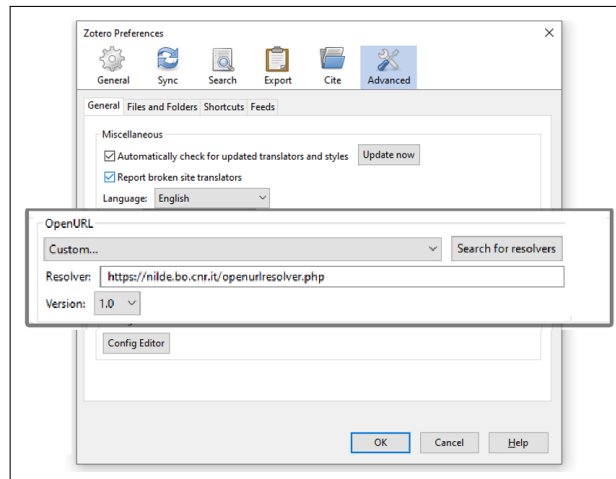 Zotero Preferences
General Sync Search Export Cite Advanced
General Files and Folders Shortcuts Feeds
Miscellaneous
Automatically check for updated translators and styles Update now
Report broken site translators
Language: English
OpenURL
Custom... Search for resolvers
Resolver: https://nilde.bo.cnr.it/openurlresolver.php
Version: 1.0
Config Editor
OK Cancel Help